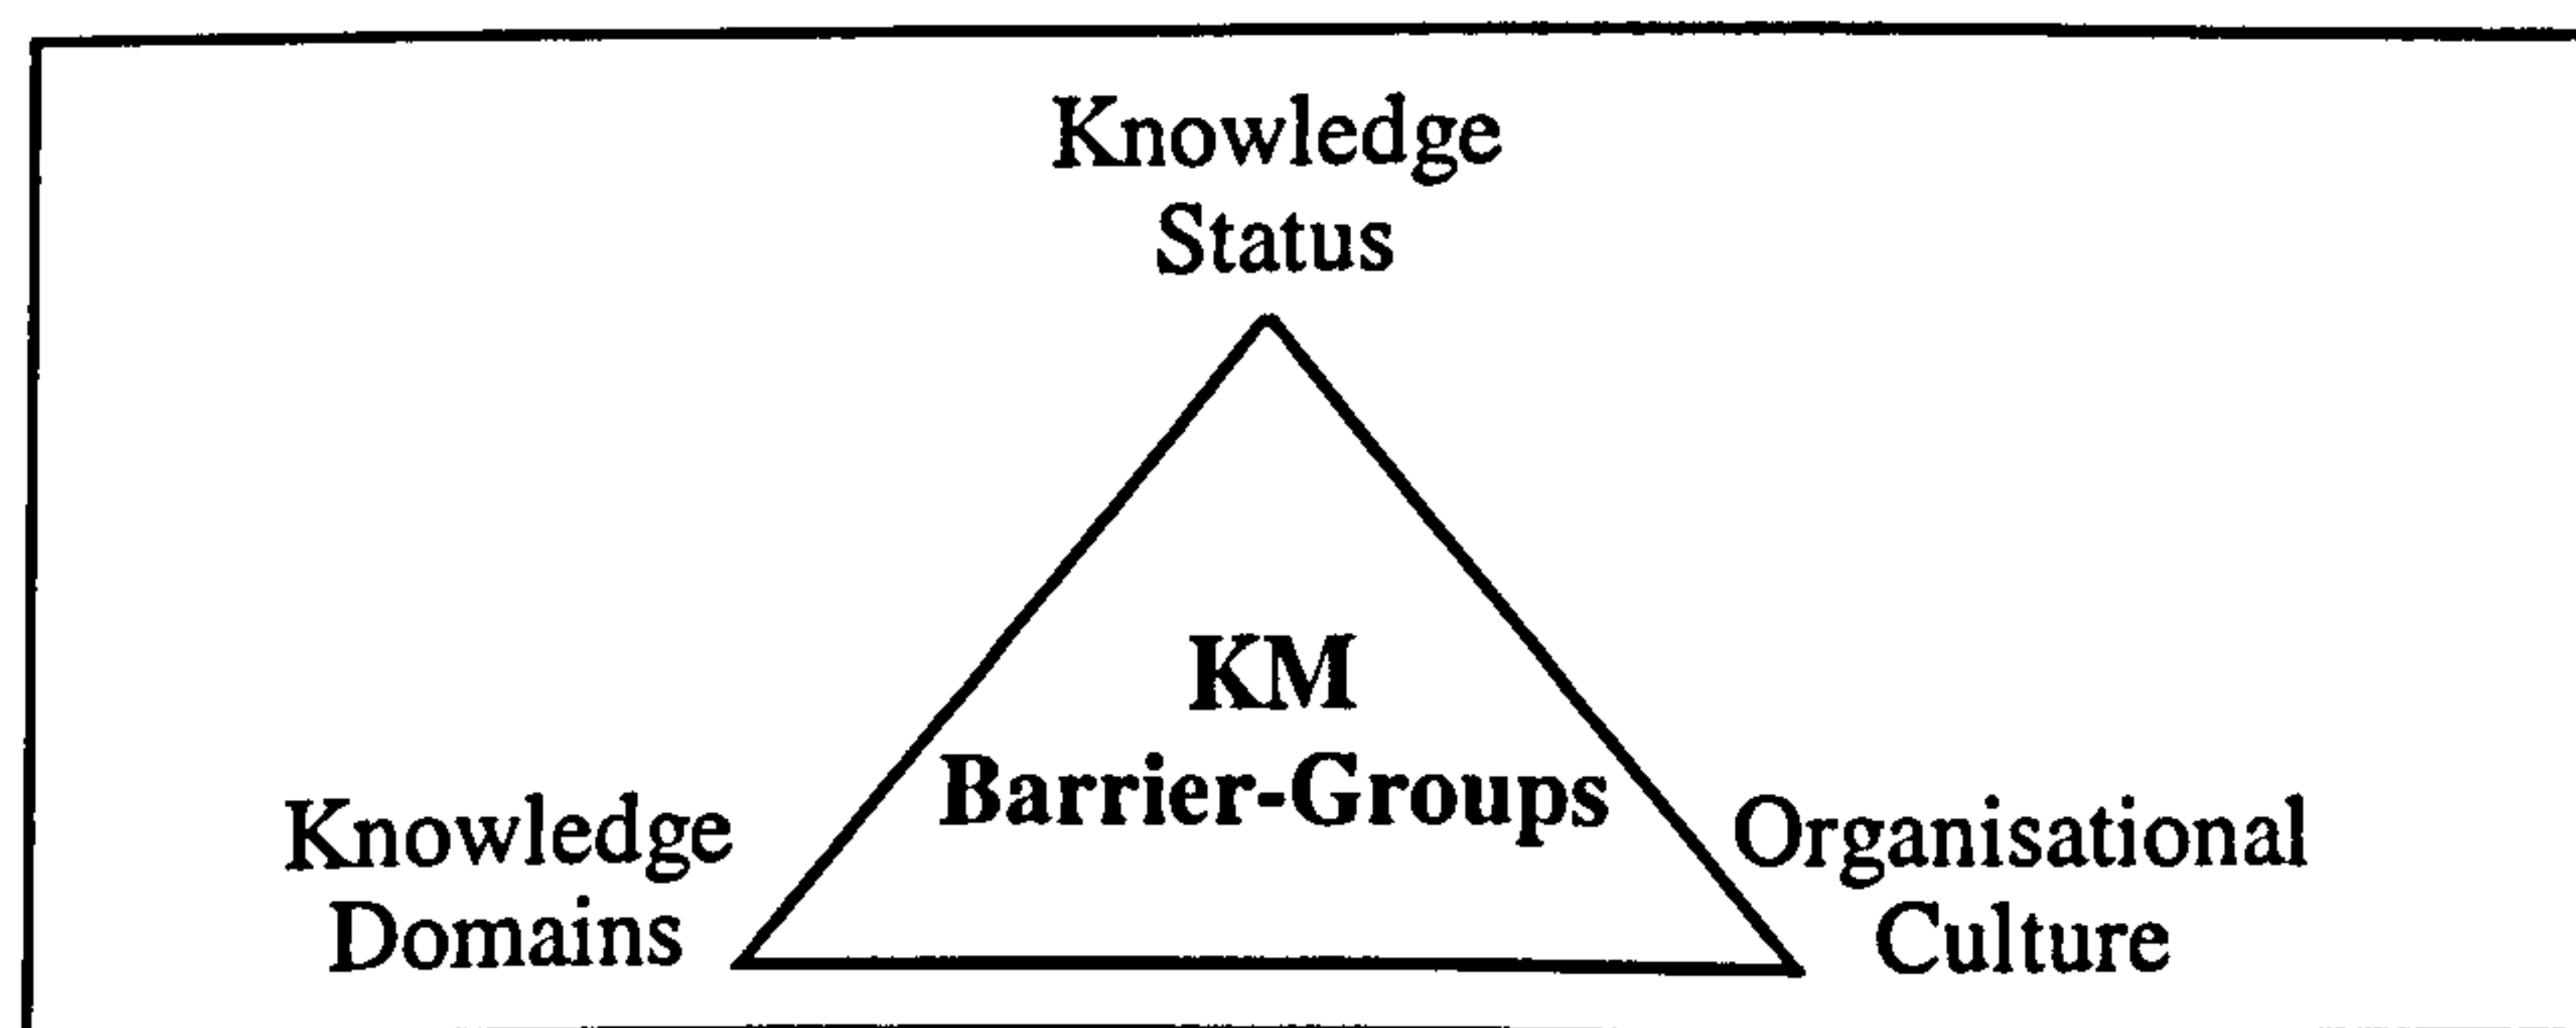 Knowledge
Status
KM
Barrier-Groups
Knowledge
Domains
Organisational
Culture